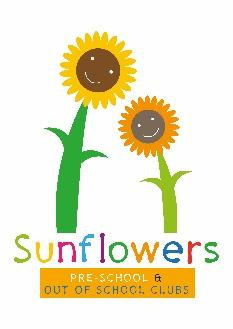 Sunflowers
PRE-SCHOOL &
OUT OF SCHOOL CLUBS